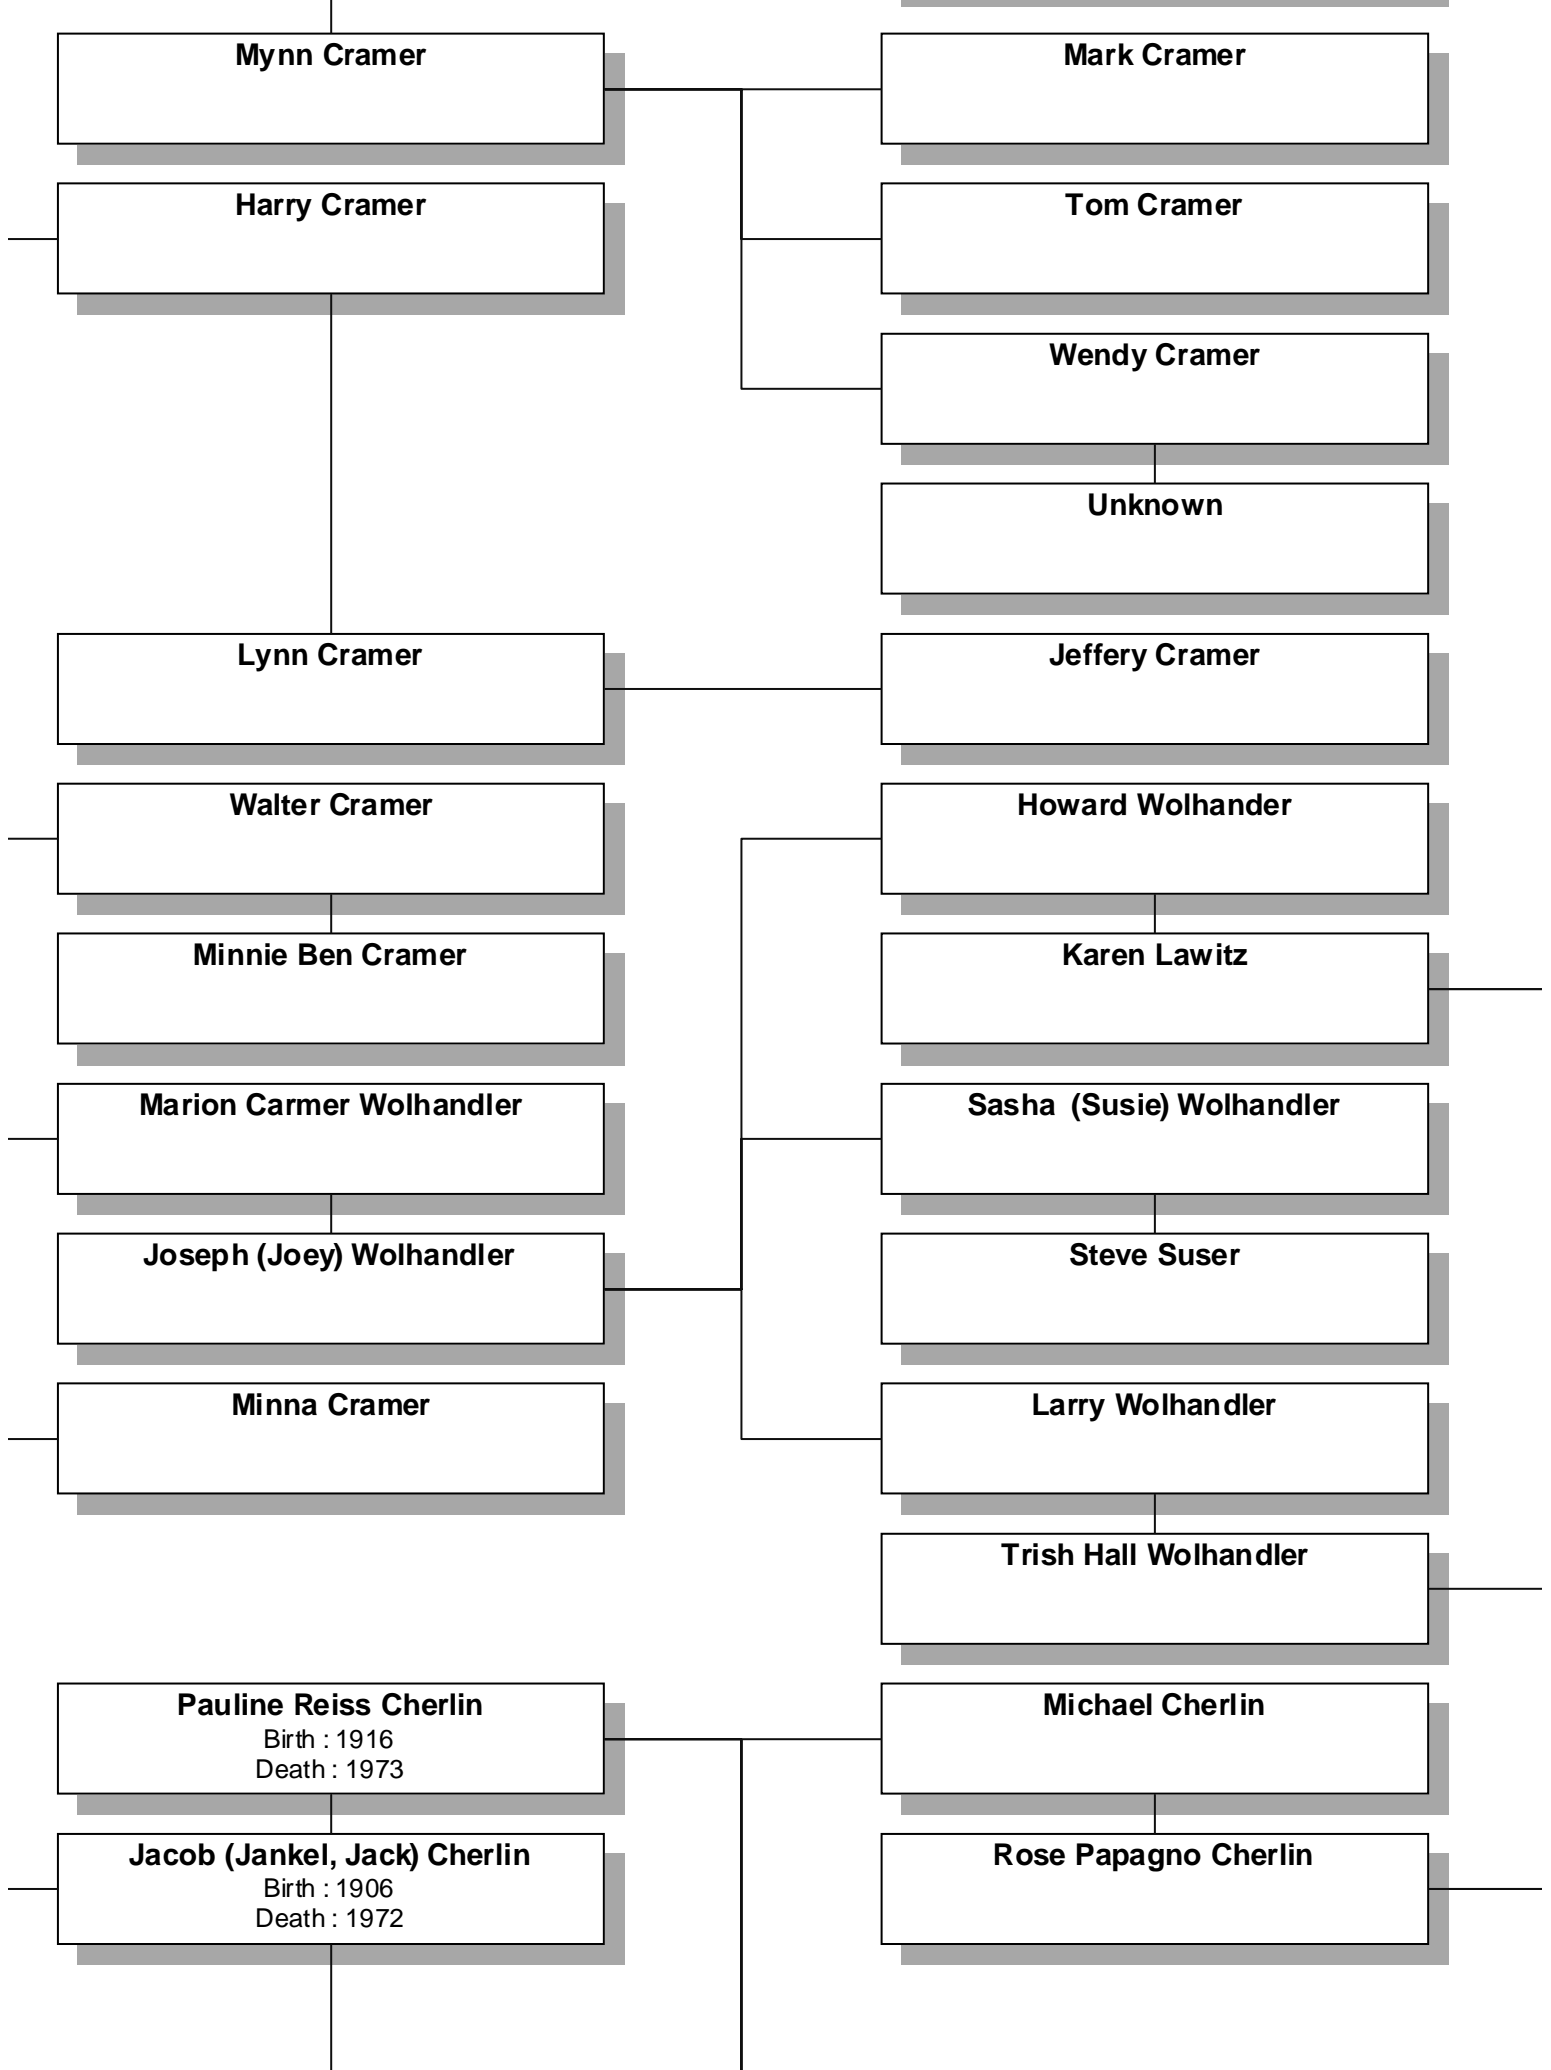 Mynn Cramer
Mark Cramer
Harry Cramer
Tom Cramer
Wendy Cramer
Unknown
Lynn Cramer
Jeffery Cramer
Walter Cramer
Howard Wolhander
Minnie Ben Cramer
Karen Lawitz
Marion Carmer Wolhandler
Sasha (Susie) Wolhandler
Joseph (Joey) Wolhandler
Steve Suser
Minna Cramer
Larry Wolhandler
Trish Hall Wolhandler
Pauline Reiss Cherlin
Birth : 1916
Death : 1973
Michael Cherlin
Jacob (Jankel, Jack) Cherlin
Birth : 1906
Death : 1972
Rose Papagno Cherlin